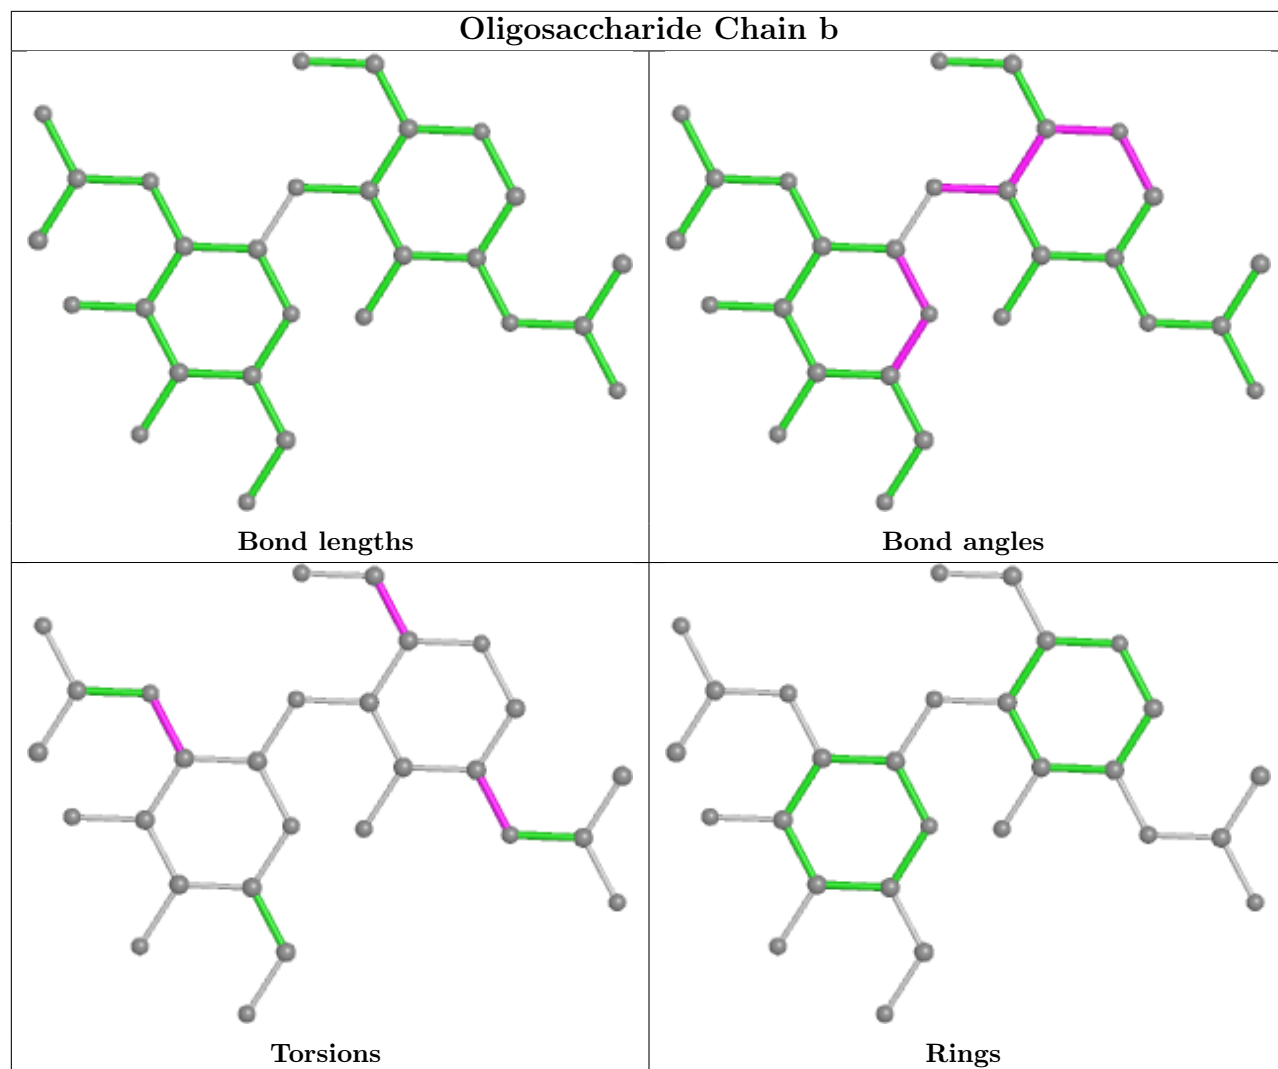 Oligosaccharide Chain b
Bond lengths
Bond angles
Torsions
Rings